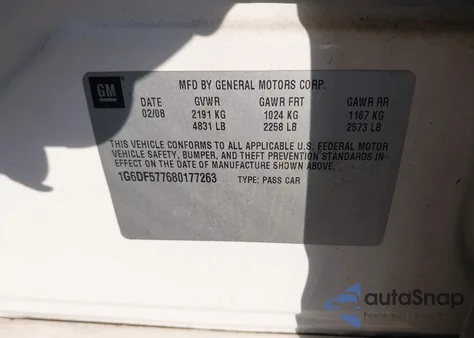 GM
MFD BY GENERAL MOTORS CORP.
DATE GVWR GAWR FRT GAWR RR
02/08 2191 KG 1024 KG 1167 KG
4831 LB 2258 LB 2573 LB
THIS VEHICLE CONFORMS TO ALL APPLICABLE U.S. FEDERAL MOTOR
VEHICLE SAFETY, BUMPER, AND THEFT PREVENTION STANDARDS IN
EFFECT ON THE DATE OF MANUFACTURE SHOWN ABOVE.
1G6DF577680177263 TYPE: PASS CAR
autaSnap